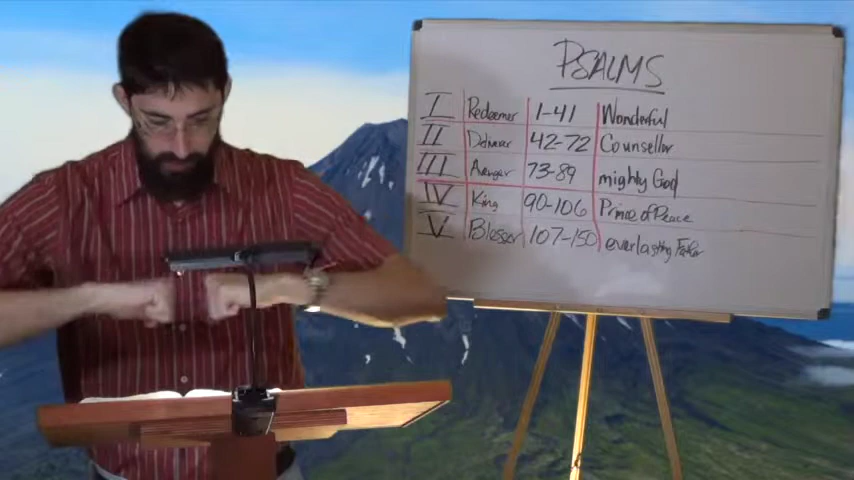 PSALMS
I Redeemer 1-41 Wonderful
II Deliverer 42-72 Counsellor
III Avenger 73-89 mighty God
IV King 90-106 Prince of Peace
V Blesser 107-150 everlasting Father